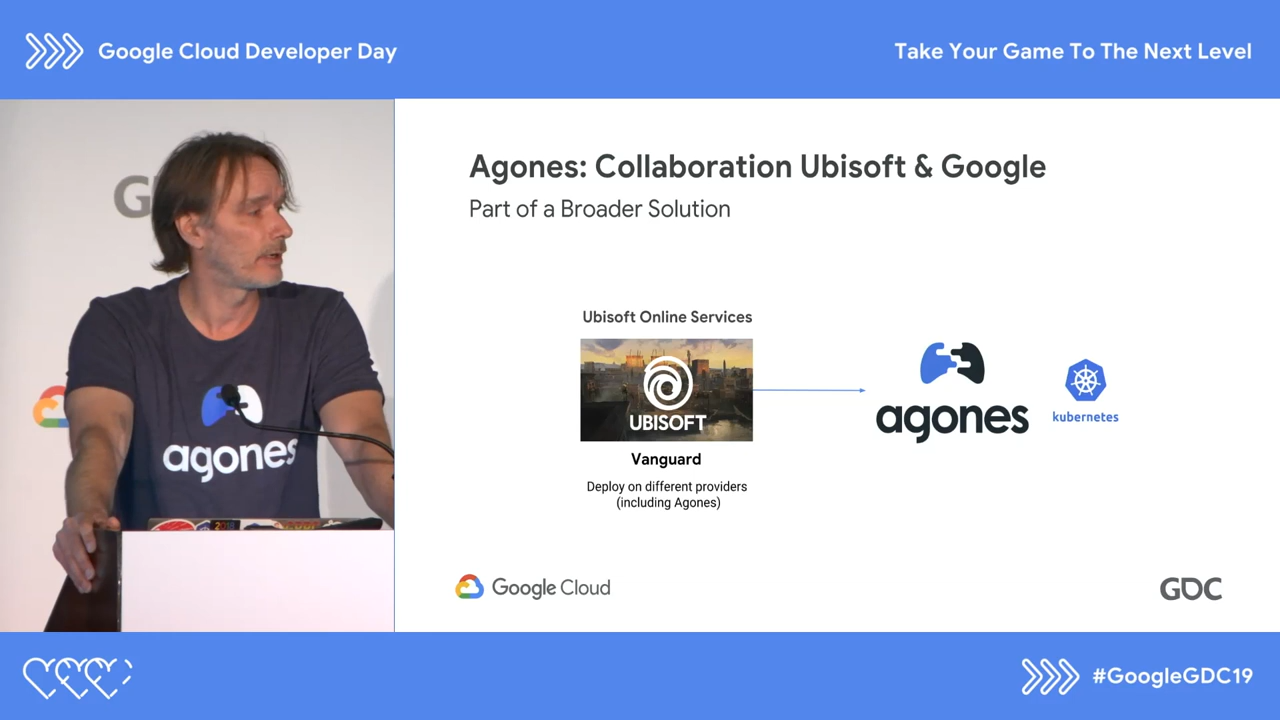 Google Cloud Developer Day
Take Your Game To The Next Level
G
agones
2018
Agones: Collaboration Ubisoft & Google
Part of a Broader Solution
Ubisoft Online Services
UBISOFT
Vanguard
Deploy on different providers
(including Agones)
agones
kubernetes
Google Cloud
GDC
#GoogleGDC19